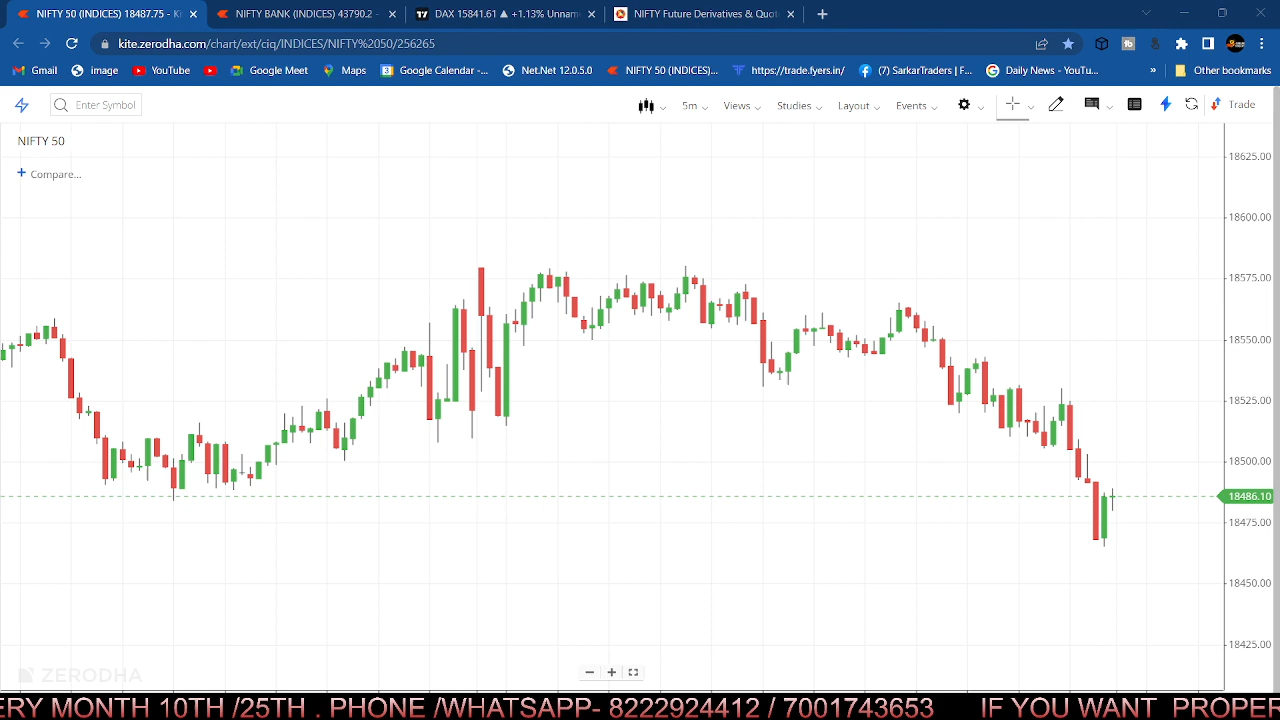 NIFTY 50 (INDICES) 18487.75 - Ki
NIFTY BANK (INDICES) 43790.2 -
DAX 15841.61 ▲ +1.13% Unnam
NIFTY Future Derivatives & Quot
kite.zerodha.com/chart/ext/ciq/INDICES/NIFTY%2050/256265
Gmail
image
YouTube
Google Meet
Maps
Google Calendar -...
Net.Net 12.0.5.0
NIFTY 50 (INDICES)...
https://trade.fyers.in/
(7) SarkarTraders | F...
Daily News - YouTu...
»
Other bookmarks
Enter Symbol
5m
Views
Studies
Layout
Events
Trade
NIFTY 50
+ Compare...
18625.00
18600.00
18575.00
18550.00
18525.00
18500.00
18486.10
18475.00
18450.00
18425.00
ZERODHA
ERY MONTH 10TH /25TH . PHONE /WHATSAPP- 8222924412 / 7001743653 IF YOU WANT PROPER